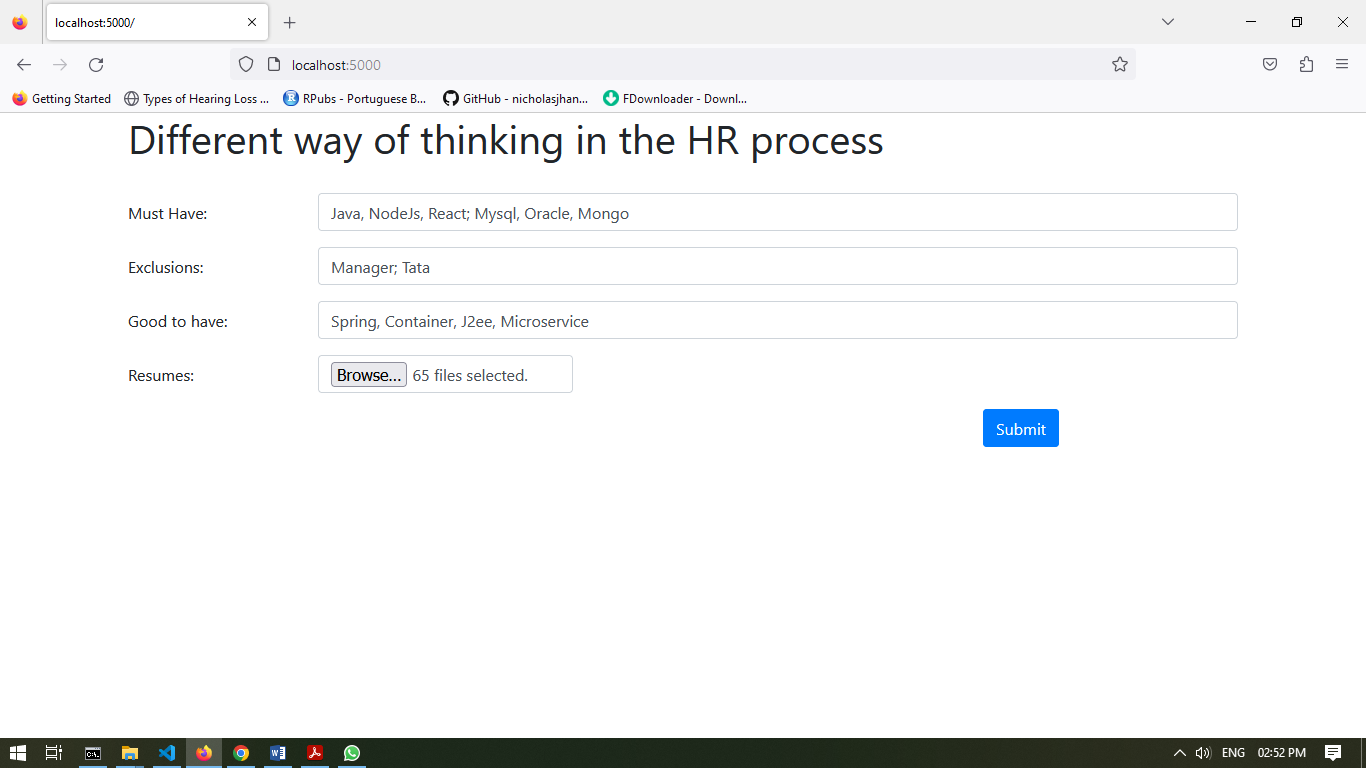 localhost:5000/
localhost:5000
Getting Started Types of Hearing Loss ... RPubs - Portuguese B... GitHub - nicholasjhan... FDownloader - Downl...
Different way of thinking in the HR process
Must Have: Java, NodeJs, React; Mysql, Oracle, Mongo
Exclusions: Manager; Tata
Good to have: Spring, Container, J2ee, Microservice
Resumes: Browse... 65 files selected.
Submit
ENG 02:52 PM